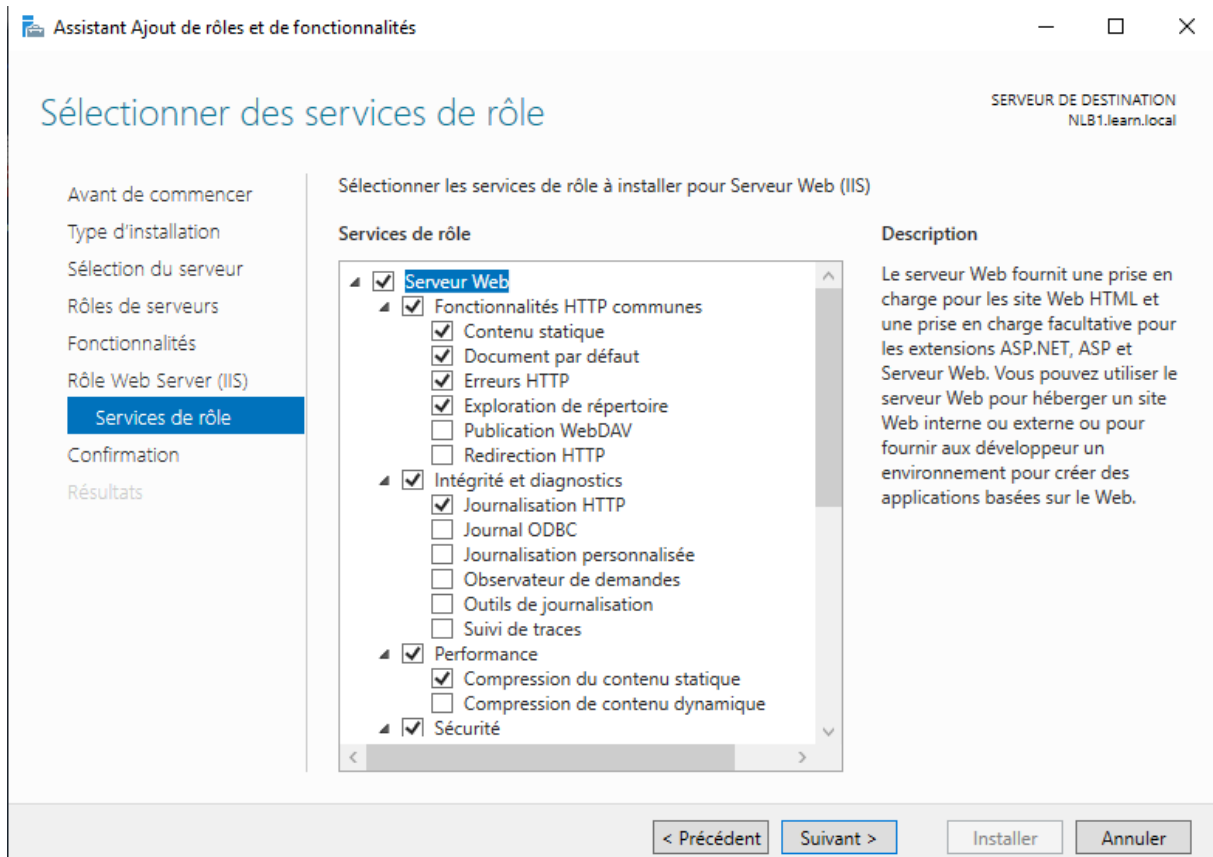 Assistant Ajout de rôles et de fonctionnalités
Sélectionner des services de rôle
SERVEUR DE DESTINATION
NLB1.learn.local
Avant de commencer
Type d'installation
Sélection du serveur
Rôles de serveurs
Fonctionnalités
Rôle Web Server (IIS)
Services de rôle
Confirmation
Résultats
Sélectionner les services de rôle à installer pour Serveur Web (IIS)
Services de rôle
Serveur Web
Fonctionnalités HTTP communes
Contenu statique
Document par défaut
Erreurs HTTP
Exploration de répertoire
Publication WebDAV
Redirection HTTP
Intégrité et diagnostics
Journalisation HTTP
Journal ODBC
Journalisation personnalisée
Observateur de demandes
Outils de journalisation
Suivi de traces
Performance
Compression du contenu statique
Compression de contenu dynamique
Sécurité
Description
Le serveur Web fournit une prise en
charge pour les site Web HTML et
une prise en charge facultative pour
les extensions ASP.NET, ASP et
Serveur Web. Vous pouvez utiliser le
serveur Web pour héberger un site
Web interne ou externe ou pour
fournir aux développeur un
environnement pour créer des
applications basées sur le Web.
< Précédent
Suivant >
Installer
Annuler